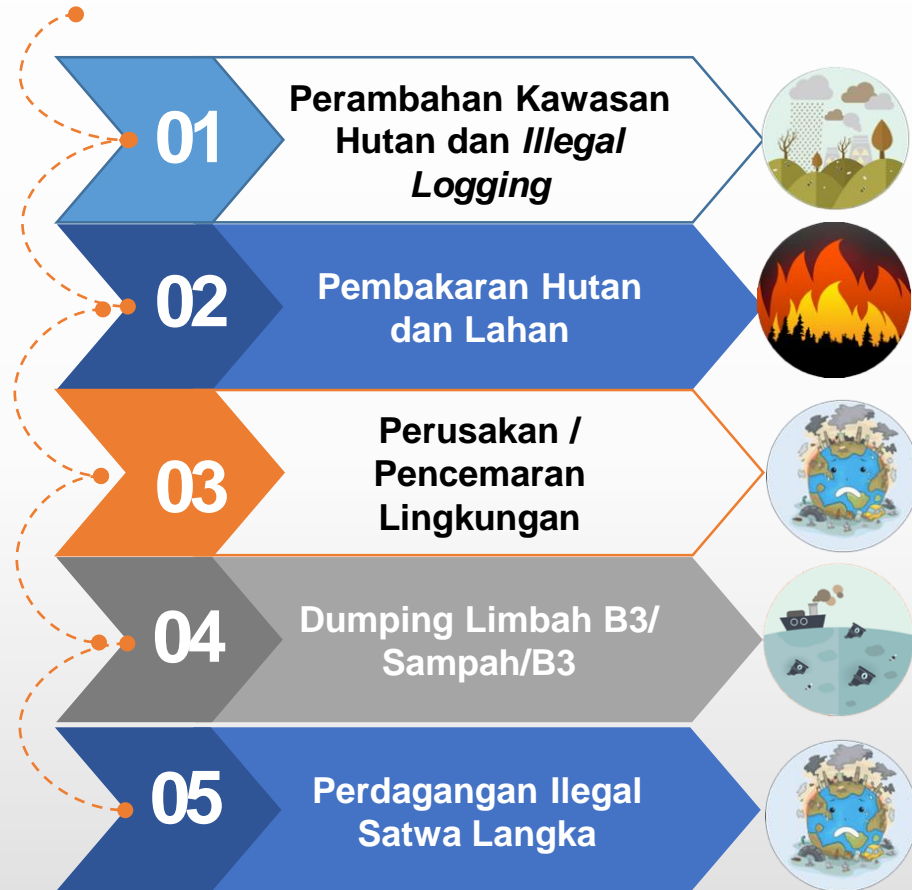 01
Perambahan Kawasan
Hutan dan Illegal
Logging
02
Pembakaran Hutan
dan Lahan
03
Perusakan /
Pencemaran
Lingkungan
04
Dumping Limbah B3/
Sampah/B3
05
Perdagangan Ilegal
Satwa Langka